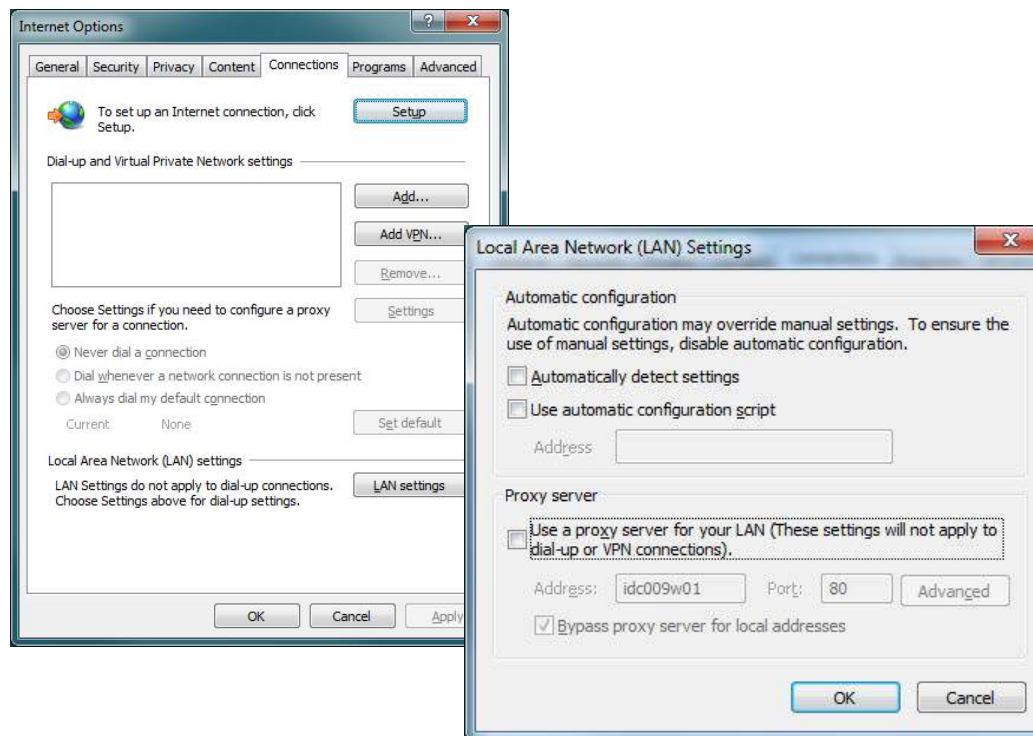 Internet Options
General Security Privacy Content Connections Programs Advanced
To set up an Internet connection, click
Setup.
Setup
Dial-up and Virtual Private Network settings
Add...
Add VPN...
Remove...
Choose Settings if you need to configure a proxy
server for a connection.
Settings
Never dial a connection
Dial whenever a network connection is not present
Always dial my default connection
Current None
Set default
Local Area Network (LAN) settings
LAN Settings do not apply to dial-up connections.
Choose Settings above for dial-up settings.
LAN settings
OK Cancel Apply
Local Area Network (LAN) Settings
Automatic configuration
Automatic configuration may override manual settings. To ensure the
use of manual settings, disable automatic configuration.
Automatically detect settings
Use automatic configuration script
Address
Proxy server
Use a proxy server for your LAN (These settings will not apply to
dial-up or VPN connections).
Address: idc009w01 Port: 80 Advanced
Bypass proxy server for local addresses
OK Cancel